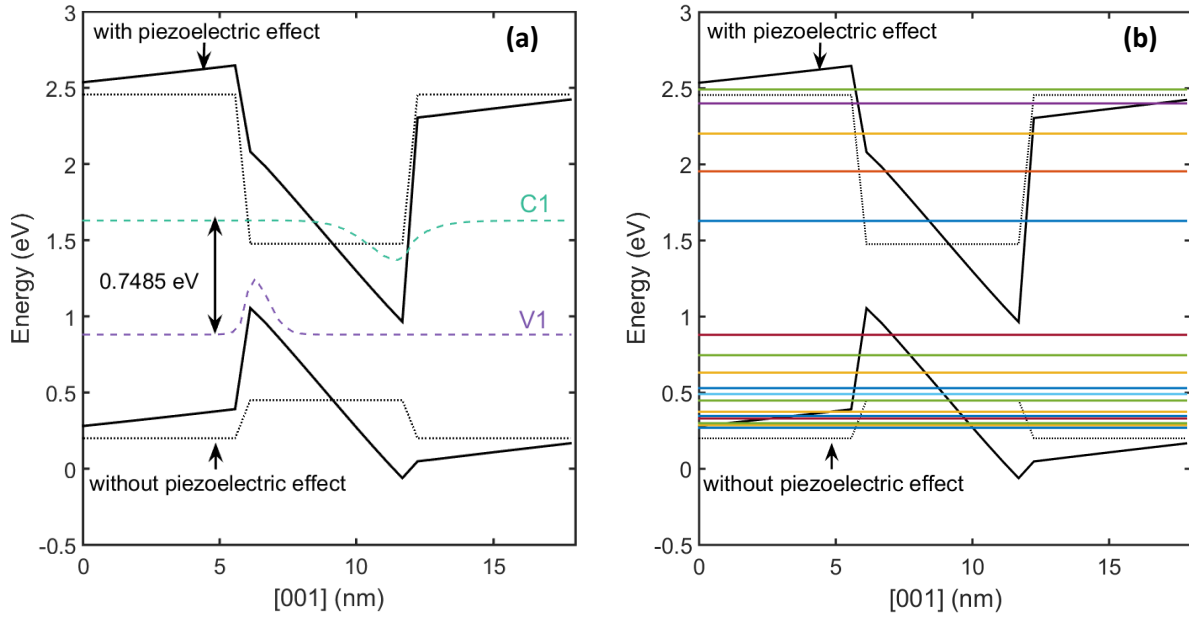 (a)
with piezoelectric effect
C1
0.7485 eV
V1
without piezoelectric effect
Energy (eV)
3
2.5
2
1.5
1
0.5
0
-0.5
0
5
10
15
[001] (nm)
(b)
with piezoelectric effect
without piezoelectric effect
Energy (eV)
3
2.5
2
1.5
1
0.5
0
-0.5
0
5
10
15
[001] (nm)